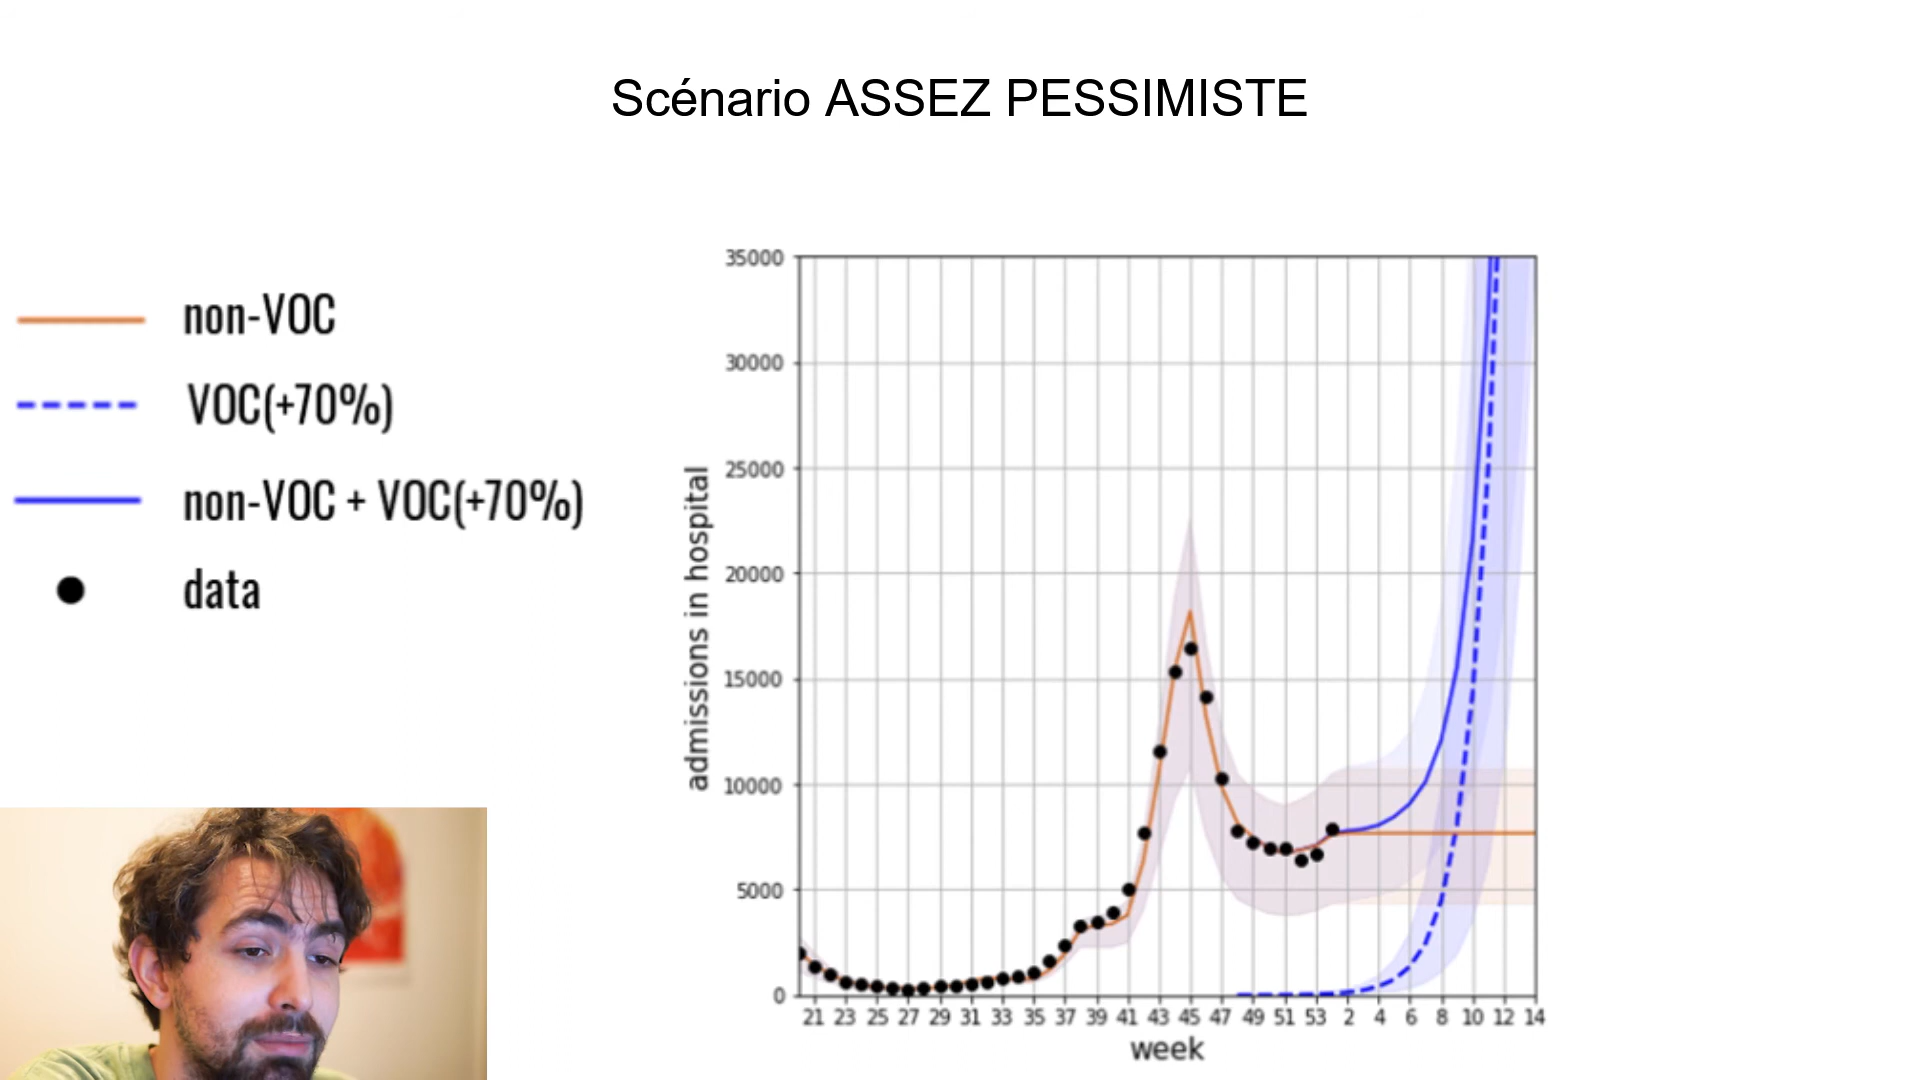 Scénario ASSEZ PESSIMISTE
non-VOC
VOC(+70%)
non-VOC + VOC(+70%)
data
admissions in hospital
35000
30000
25000
20000
15000
10000
5000
0
21 23 25 27 29 31 33 35 37 39 41 43 45 47 49 51 53 2 4 6 8 10 12 14
week